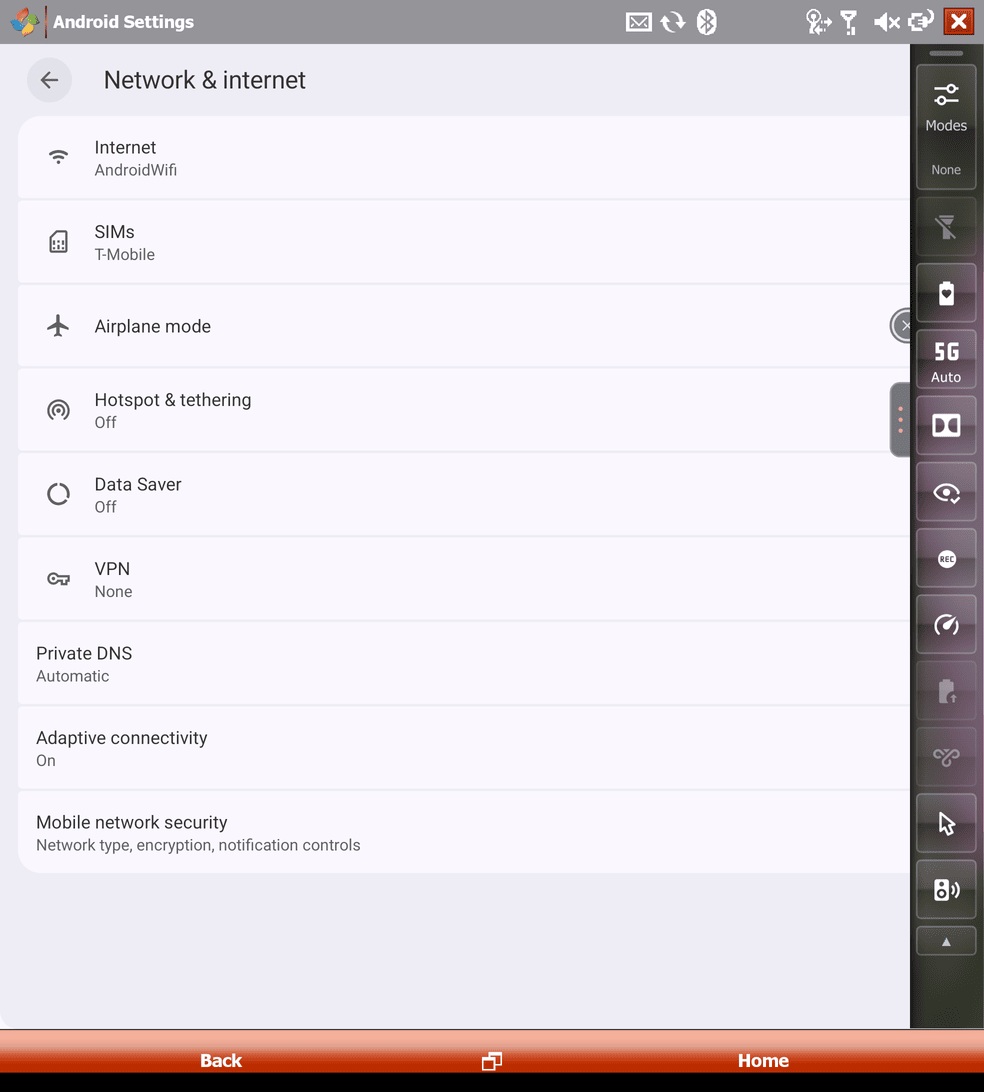 Android Settings
Network & internet
Internet
AndroidWifi
SIMs
T-Mobile
Airplane mode
Hotspot & tethering
Off
Data Saver
Off
VPN
None
Private DNS
Automatic
Adaptive connectivity
On
Mobile network security
Network type, encryption, notification controls
Modes
None
5G
Auto
REC
Back
Home